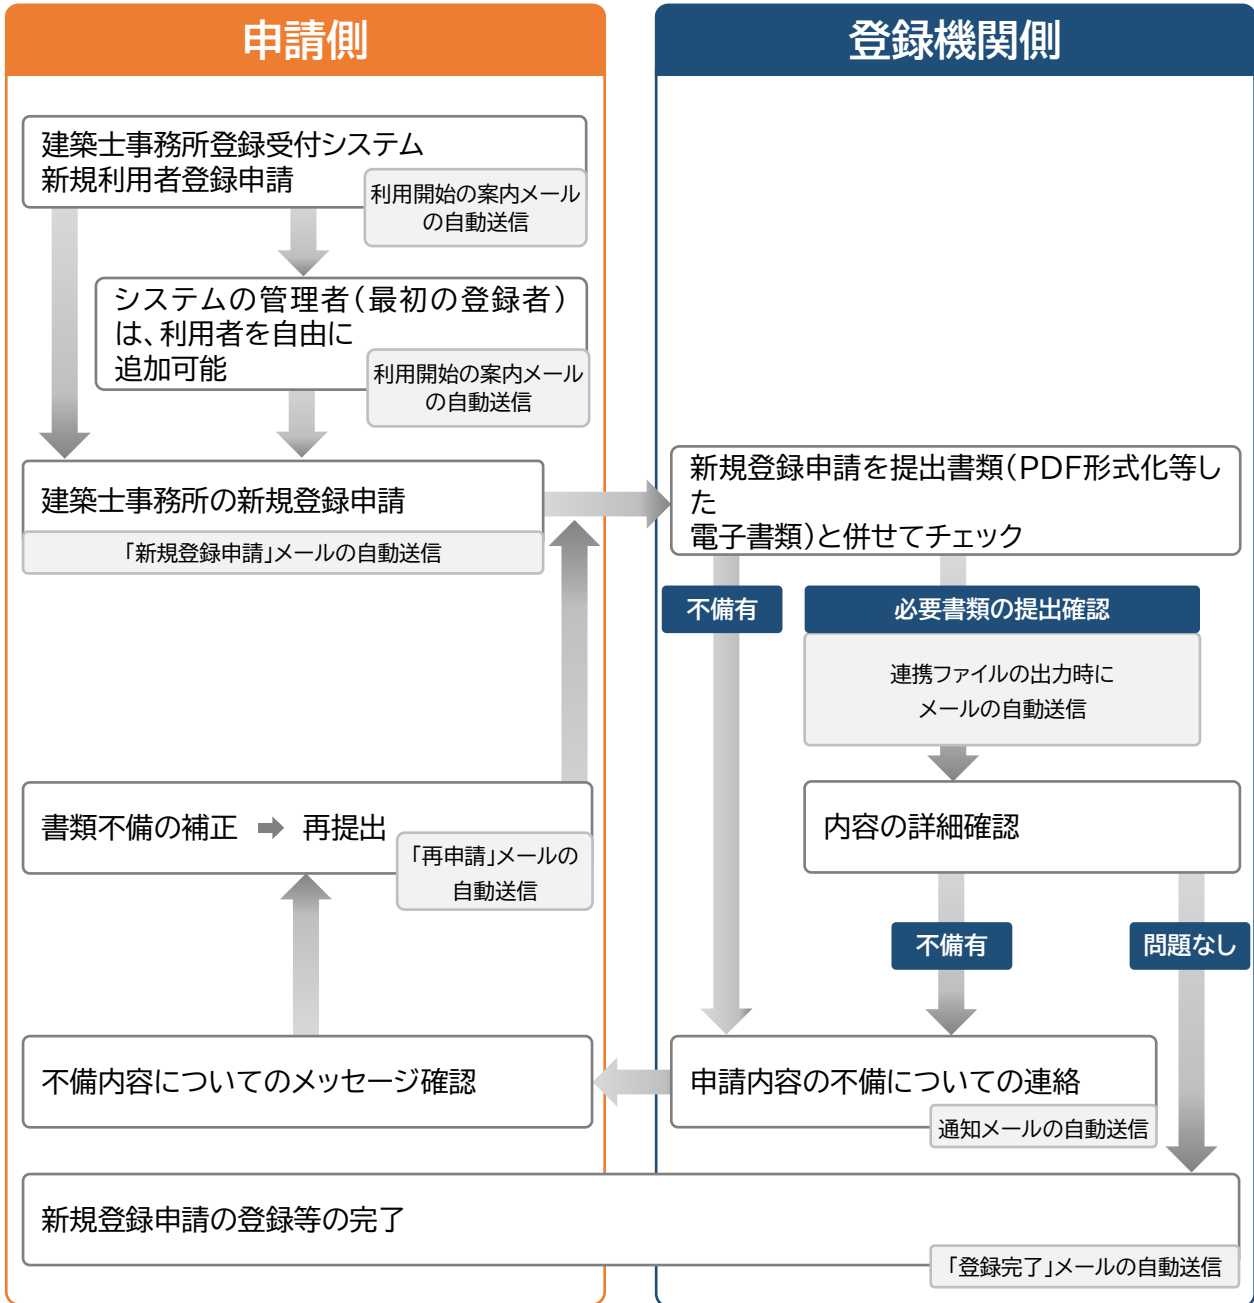 申請側
登録機関側
建築士事務所登録受付システム
新規利用者登録申請
利用開始の案内メール
の自動送信
システムの管理者(最初の登録者)
は、利用者を自由に
追加可能
利用開始の案内メール
の自動送信
建築士事務所の新規登録申請
「新規登録申請」メールの自動送信
新規登録申請を提出書類(PDF形式化等し
た
電子書類)と併せてチェック
不備有
必要書類の提出確認
連携ファイルの出力時に
メールの自動送信
書類不備の補正 ➡ 再提出
「再申請」メールの
自動送信
内容の詳細確認
不備有
問題なし
不備内容についてのメッセージ確認
申請内容の不備についての連絡
通知メールの自動送信
新規登録申請の登録等の完了
「登録完了」メールの自動送信